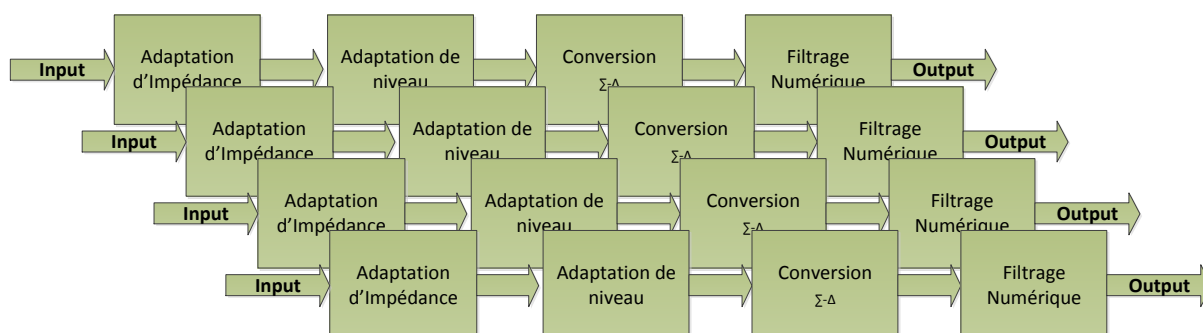 Input
Adaptation
d’Impédance
Adaptation de
niveau
Conversion
∑-Δ
Filtrage
Numérique
Output
Input
Adaptation
d’Impédance
Adaptation de
niveau
Conversion
∑-Δ
Filtrage
Numérique
Output
Input
Adaptation
d’Impédance
Adaptation de
niveau
Conversion
∑-Δ
Filtrage
Numérique
Output
Input
Adaptation
d’Impédance
Adaptation de
niveau
Conversion
∑-Δ
Filtrage
Numérique
Output